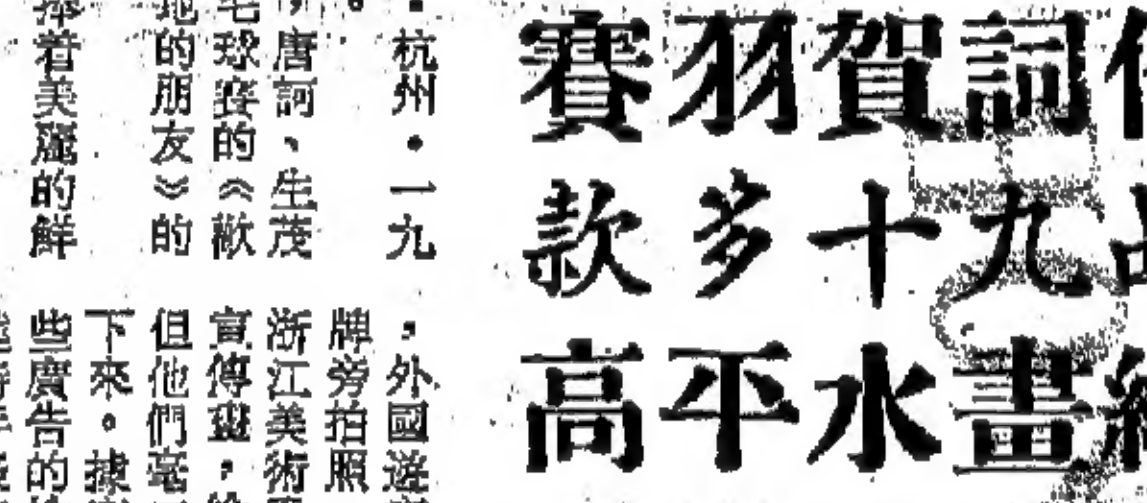 詞賀羽賽
九十多款
畫水平高
・杭州・一九
唐訶、生茂
球賽的《歡
地的朋友》的
着美麗的鮮
，外國遊
牌旁拍照
浙江美術
宣傳畫，
但他們毫
下來。據
些廣告的